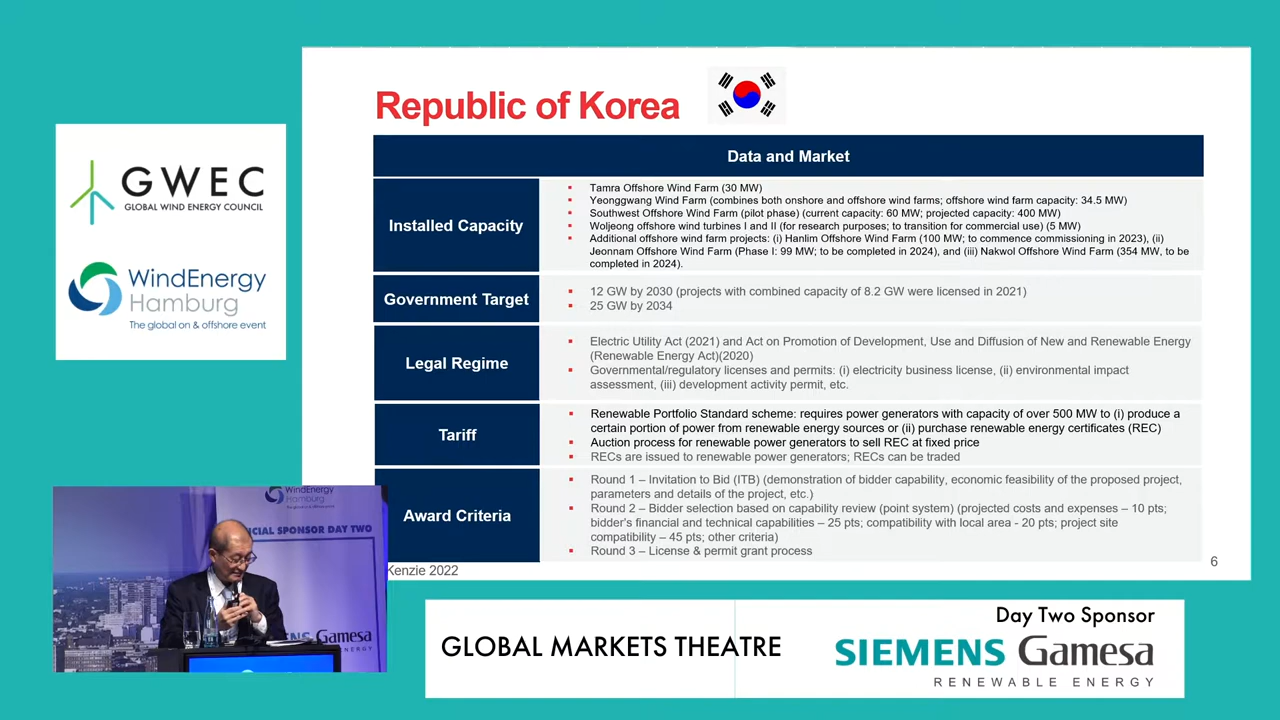 Republic of Korea
Data and Market
Installed Capacity
▪ Tamra Offshore Wind Farm (30 MW)
▪ Yeonggwang Wind Farm (combines both onshore and offshore wind farms; offshore wind farm capacity: 34.5 MW)
▪ Southwest Offshore Wind Farm (pilot phase) (current capacity: 60 MW; projected capacity: 400 MW)
▪ Woljeong offshore wind turbines I and II (for research purposes; to transition for commercial use) (5 MW)
▪ Additional offshore wind farm projects: (i) Hanlim Offshore Wind Farm (100 MW; to commence commissioning in 2023), (ii)
Jeonnam Offshore Wind Farm (Phase I: 99 MW; to be completed in 2024), and (iii) Nakwol Offshore Wind Farm (354 MW, to be
completed in 2024).
Government Target
▪ 12 GW by 2030 (projects with combined capacity of 8.2 GW were licensed in 2021)
▪ 25 GW by 2034
Legal Regime
▪ Electric Utility Act (2021) and Act on Promotion of Development, Use and Diffusion of New and Renewable Energy
(Renewable Energy Act)(2020)
▪ Governmental/regulatory licenses and permits: (i) electricity business license, (ii) environmental impact
assessment, (iii) development activity permit, etc.
Tariff
▪ Renewable Portfolio Standard scheme: requires power generators with capacity of over 500 MW to (i) produce a
certain portion of power from renewable energy sources or (ii) purchase renewable energy certificates (REC)
▪ Auction process for renewable power generators to sell REC at fixed price
▪ RECs are issued to renewable power generators; RECs can be traded
Award Criteria
▪ Round 1 – Invitation to Bid (ITB) (demonstration of bidder capability, economic feasibility of the proposed project,
parameters and details of the project, etc.)
▪ Round 2 – Bidder selection based on capability review (point system) (projected costs and expenses – 10 pts;
bidder's financial and technical capabilities – 25 pts; compatibility with local area - 20 pts; project site
compatibility – 45 pts; other criteria)
▪ Round 3 – License & permit grant process
Kenzie 2022
6
GWEC
GLOBAL WIND ENERGY COUNCIL
WindEnergy
Hamburg
The global on & offshore event
WindEnergy
Hamburg
CIAL SPONSOR DAY TWO
NS Gamesa
ENERGY
GLOBAL MARKETS THEATRE
Day Two Sponsor
SIEMENS Gamesa
RENEWABLE ENERGY